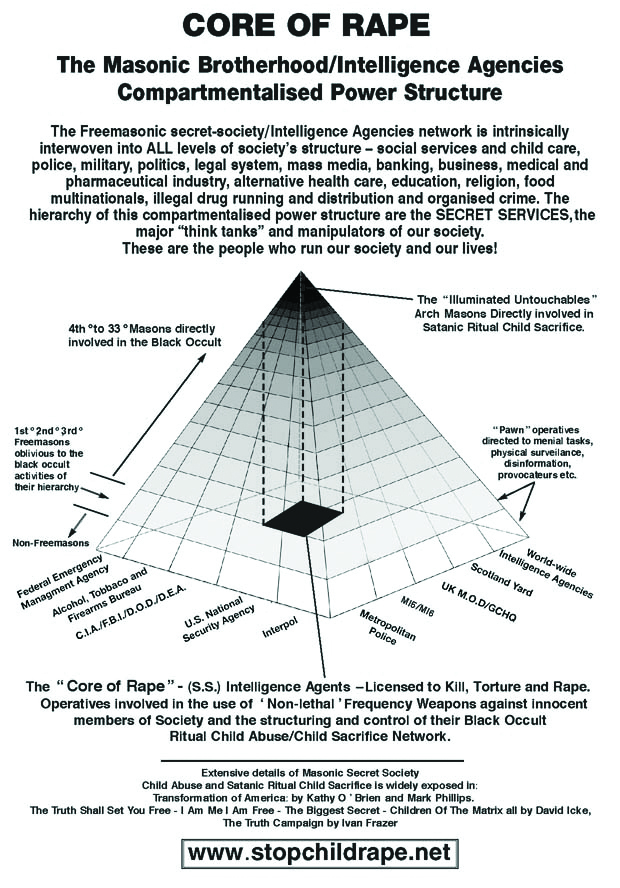 CORE OF RAPE
The Masonic Brotherhood/Intelligence Agencies
Compartmentalised Power Structure
The Freemasonic secret-society/Intelligence Agencies network is intrinsically
interwoven into ALL levels of society's structure – social services and child care,
police, military, politics, legal system, mass media, banking, business, medical and
pharmaceutical industry, alternative health care, education, religion, food
multinationals, illegal drug running and distribution and organised crime. The
hierarchy of this compartmentalised power structure are the SECRET SERVICES, the
major "think tanks" and manipulators of our society.
These are the people who run our society and our lives!
The "Illuminated Untouchables"
Arch Masons Directly involved in
Satanic Ritual Child Sacrifice.
4th º to 33 º Masons directly
involved in the Black Occult
1st º 2nd º 3rd º
Freemasons
oblivious to the
black occult
activities of
their hierarchy
Non-Freemasons
"Pawn" operatives
directed to menial tasks,
physical surveilance,
disinformation,
provocateurs etc.
Federal Emergency
Managment Agency
Alcohol, Tobbaco and
Firearms Bureau
C.I.A./F.B.I./D.O.D./D.E.A.
U.S. National
Security Agency
Interpol
Metropolitan
Police
MI5/MI6
UK M.O.D/GCHQ
Scotland Yard
World-wide
Intelligence Agencies
The "Core of Rape" - (S.S.) Intelligence Agents – Licensed to Kill, Torture and Rape.
Operatives involved in the use of 'Non-lethal' Frequency Weapons against innocent
members of Society and the structuring and control of their Black Occult
Ritual Child Abuse/Child Sacrifice Network.
Extensive details of Masonic Secret Society
Child Abuse and Satanic Ritual Child Sacrifice is widely exposed in:
Transformation of America: by Kathy O'Brien and Mark Phillips.
The Truth Shall Set You Free - I Am Me I Am Free - The Biggest Secret - Children Of The Matrix all by David Icke,
The Truth Campaign by Ivan Frazer
www.stopchildrape.net